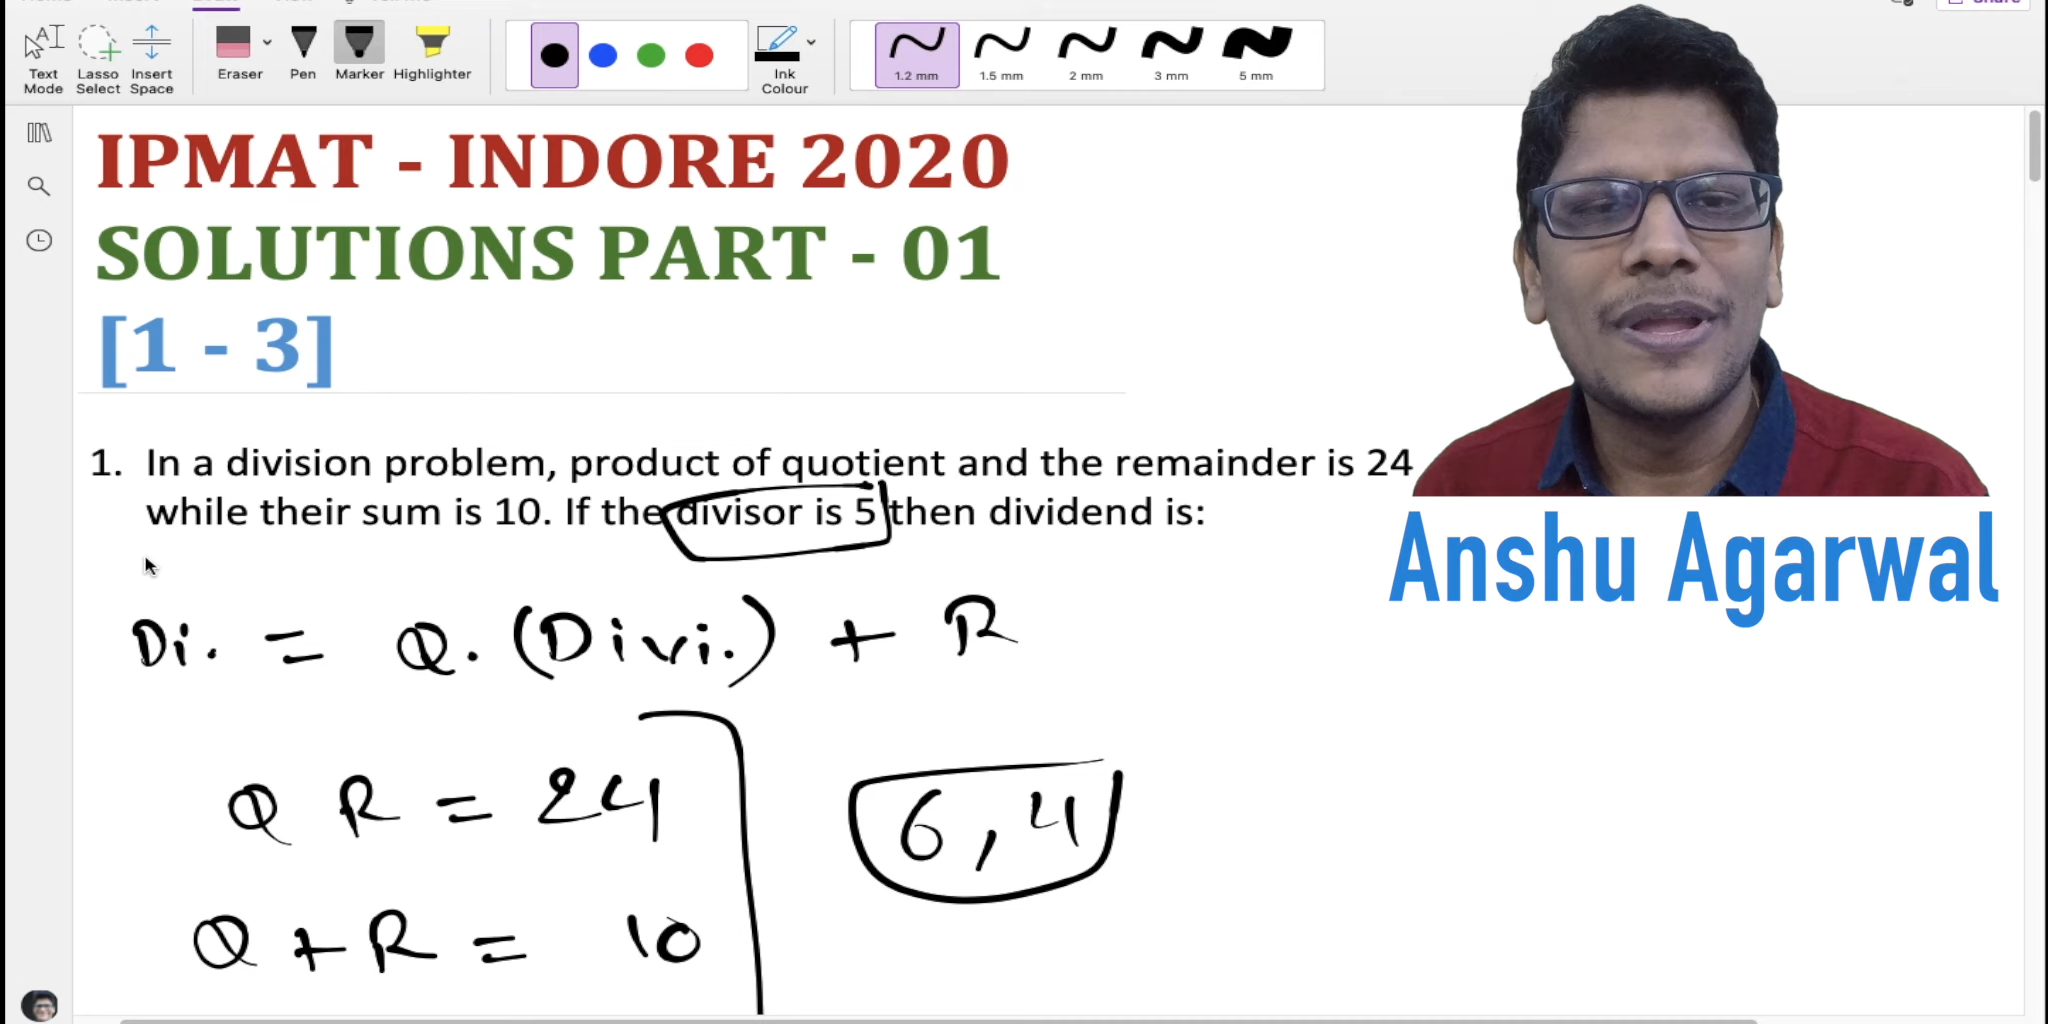 Text Mode
Lasso Select
Insert Space
Eraser
Pen
Marker
Highlighter
Ink Colour
1.2 mm
1.5 mm
2 mm
3 mm
5 mm
IPMAT - INDORE 2020
SOLUTIONS PART - 01
[1 - 3]
1. In a division problem, product of quotient and the remainder is 24
while their sum is 10. If the divisor is 5 then dividend is:
Anshu Agarwal
Di. = Q. (Divi.) + R
Q R = 24
6, 4
Q + R = 10